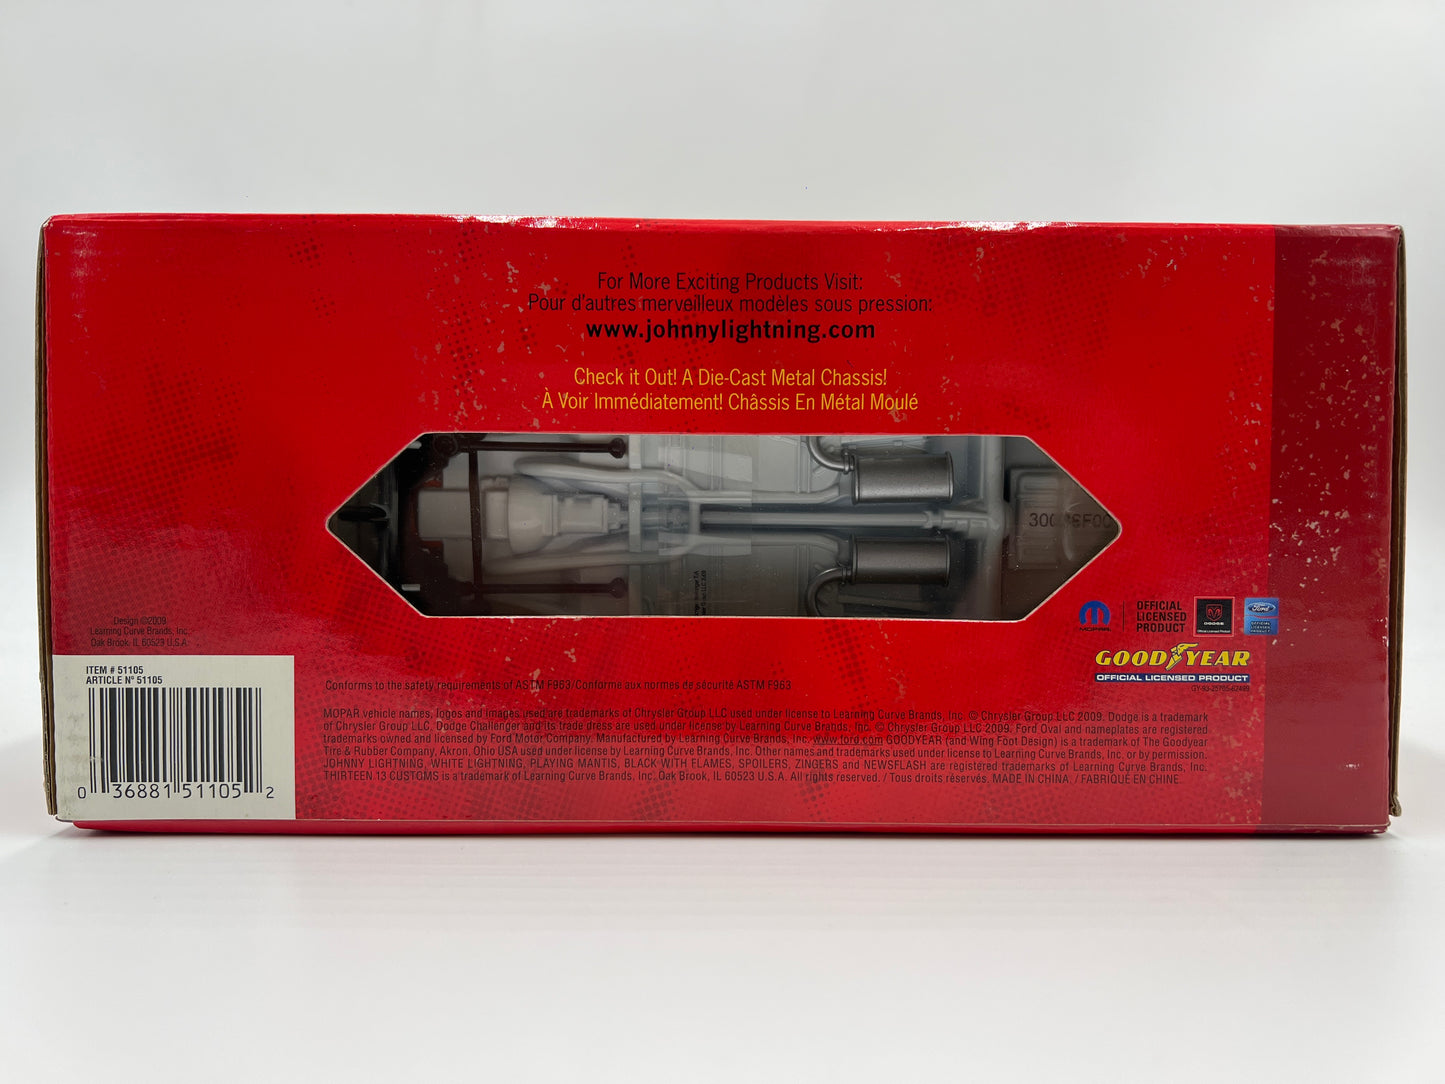 For More Exciting Products Visit:
Pour d'autres merveilleux modèles sous pression:
www.johnnylightning.com
Check it Out! A Die-Cast Metal Chassis!
À Voir Immédiatement! Châssis En Métal Moulé
Design ©2009
Learning Curve Brands, Inc.
Oak Brook, IL 60523 U.S.A.
ITEM # 51105
ARTICLE N° 51105
0 36881 51105 2
MOPAR
OFFICIAL
LICENSED
PRODUCT
DODGE
Official Licensed Product
Ford
OFFICIAL
LICENSED
PRODUCT
GOODYEAR
OFFICIAL LICENSED PRODUCT
Conforms to the safety requirements of ASTM F963/Conforme aux normes de sécurité ASTM F963
MOPAR vehicle names, logos and images used are trademarks of Chrysler Group LLC used under license to Learning Curve Brands, Inc. © Chrysler Group LLC 2009. Dodge is a trademark
of Chrysler Group LLC. Dodge Challenger and its trade dress are used under license by Learning Curve Brands, Inc. © Chrysler Group LLC 2009. Ford Oval and nameplates are registered
trademarks owned and licensed by Ford Motor Company. Manufactured by Learning Curve Brands, Inc. www.ford.com GOODYEAR (and Wing Foot Design) is a trademark of The Goodyear
Tire & Rubber Company, Akron, Ohio USA used under license by Learning Curve Brands, Inc. Other names and trademarks used under license to Learning Curve Brands, Inc. or by permission.
JOHNNY LIGHTNING, WHITE LIGHTNING, PLAYING MANTIS, BLACK WITH FLAMES, SPOILERS, ZINGERS and NEWSFLASH are registered trademarks of Learning Curve Brands, Inc.
THIRTEEN 13 CUSTOMS is a trademark of Learning Curve Brands, Inc. Oak Brook, IL 60523 U.S.A. All rights reserved. / Tous droits réservés. MADE IN CHINA. / FABRIQUÉ EN CHINE.